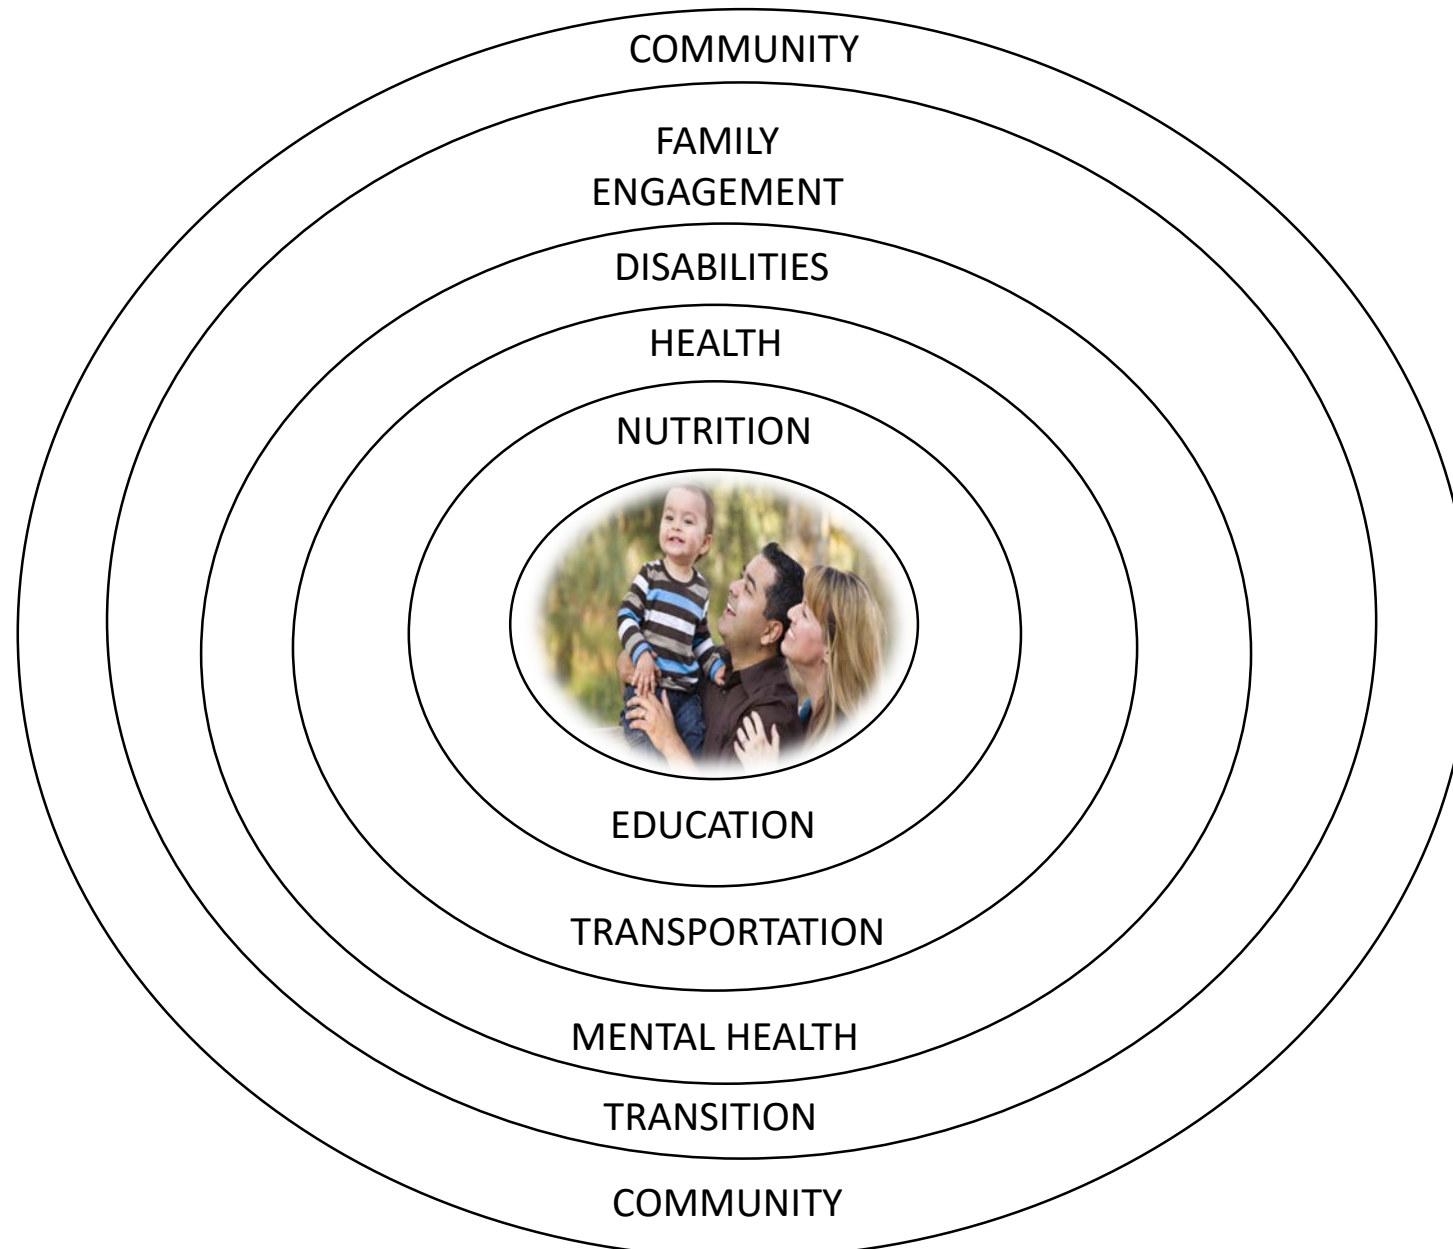 COMMUNITY
FAMILY
ENGAGEMENT
DISABILITIES
HEALTH
NUTRITION
EDUCATION
TRANSPORTATION
MENTAL HEALTH
TRANSITION
COMMUNITY